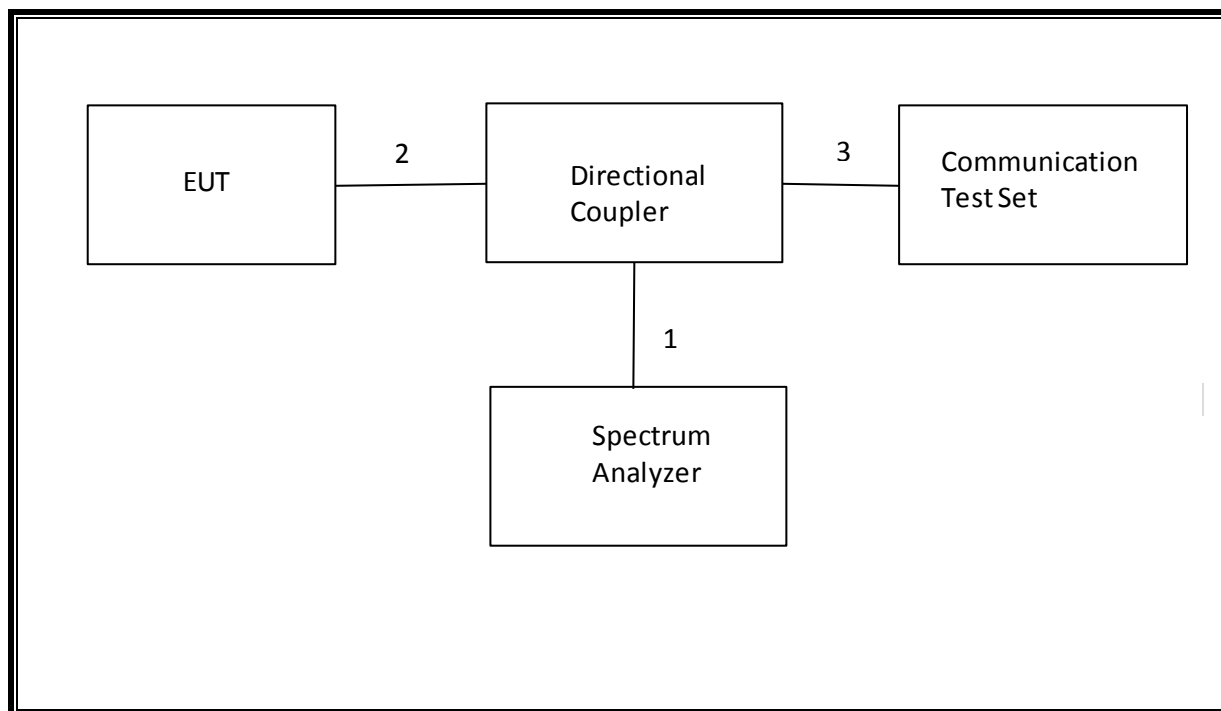 EUT
2
Directional
Coupler
3
Communication
Test Set
1
Spectrum
Analyzer